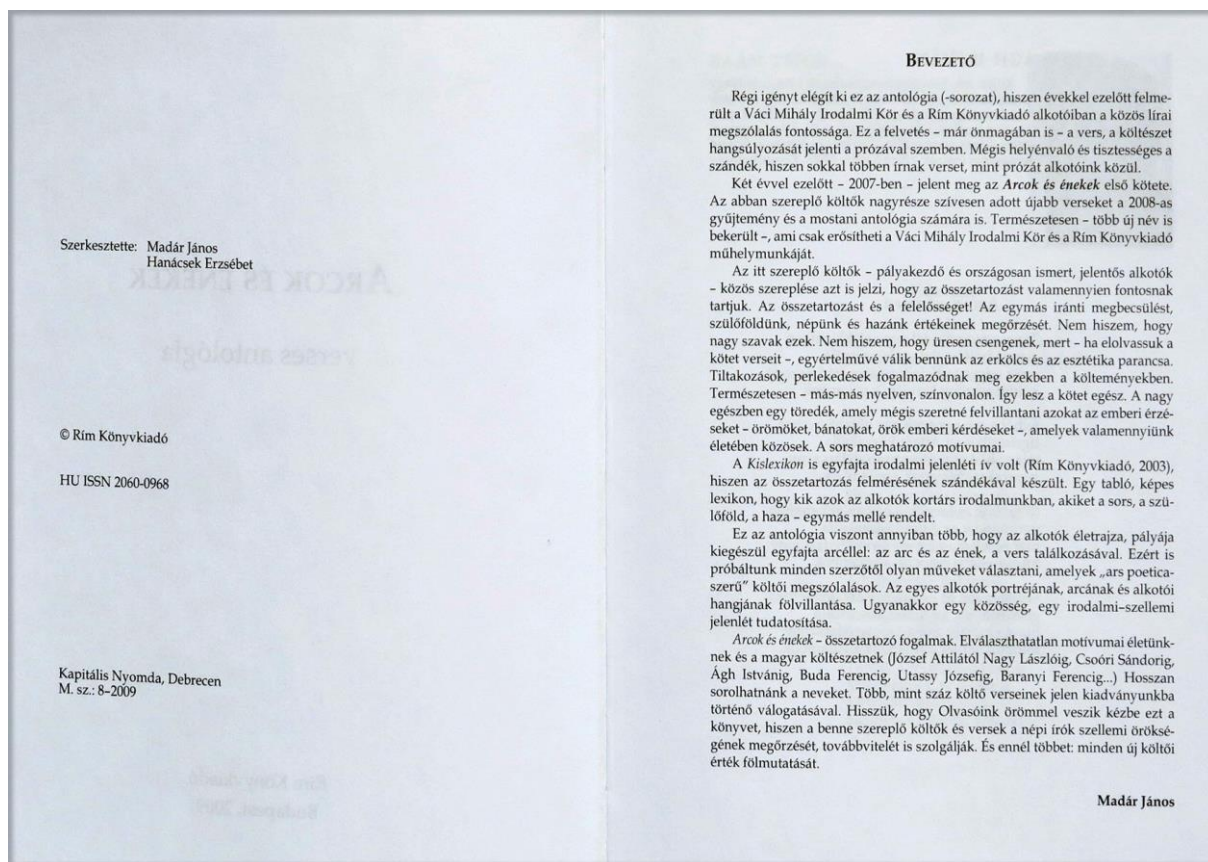 Szerkesztette: Madár János
Hanácsek Erzsébet
© Rím Könyvkiadó
HU ISSN 2060-0968
Kapitális Nyomda, Debrecen
M. sz.: 8-2009
ARCOK ÉS ÉNEKEK
verses antológia
Rím Könyvkiadó
Budapest, 2009
BEVEZETŐ
Régi igényt elégít ki ez az antológia (-sorozat), hiszen évekkel ezelőtt felme-
rült a Váci Mihály Irodalmi Kör és a Rím Könyvkiadó alkotóiban a közös lírai
megszólalás fontossága. Ez a felvetés – már önmagában is – a vers, a költészet
hangsúlyozását jelenti a prózával szemben. Mégis helyénvaló és tisztességes a
szándék, hiszen sokkal többen írnak verset, mint prózát alkotóink közül.
Két évvel ezelőtt – 2007-ben – jelent meg az Arcok és énekek első kötete.
Az abban szereplő költők nagyrésze szívesen adott újabb verseket a 2008-as
gyűjtemény és a mostani antológia számára is. Természetesen – több új név is
bekerült –, ami csak erősítheti a Váci Mihály Irodalmi Kör és a Rím Könyvkiadó
műhelymunkáját.
Az itt szereplő költők – pályakezdő és országosan ismert, jelentős alkotók
– közös szereplése azt is jelzi, hogy az összetartozást valamennyien fontosnak
tartjuk. Az összetartozást és a felelősséget! Az egymás iránti megbecsülést,
szülőföldünk, népünk és hazánk értékeinek megőrzését. Nem hiszem, hogy
nagy szavak ezek. Nem hiszem, hogy üresen csengenek, mert – ha elolvassuk a
kötet verseit –, egyértelművé válik bennünk az erkölcs és az esztétika parancsa.
Tiltakozások, perlekedések fogalmazódnak meg ezekben a költeményekben.
Természetesen – más-más nyelven, színvonalon. Így lesz a kötet egész. A nagy
egészben egy töredék, amely mégis szeretné felvillantani azokat az emberi érzé-
seket – örömöket, bánatokat, örök emberi kérdéseket –, amelyek valamennyiünk
életében közösek. A sors meghatározó motívumai.
A Kislexikon is egyfajta irodalmi jelenléti ív volt (Rím Könyvkiadó, 2003),
hiszen az összetartozás felmérésének szándékával készült. Egy tabló, képes
lexikon, hogy kik azok az alkotók kortárs irodalmunkban, akiket a sors, a szü-
lőföld, a haza – egymás mellé rendelt.
Ez az antológia viszont annyiban több, hogy az alkotók életrajza, pályája
kiegészül egyfajta arcéllel: az arc és az ének, a vers találkozásával. Ezért is
próbáltunk minden szerzőtől olyan műveket választani, amelyek „ars poetica-
szerű” költői megszólalások. Az egyes alkotók portréjának, arcának és alkotói
hangjának fölvillantása. Ugyanakkor egy közösség, egy irodalmi–szellemi
jelenlét tudatosítása.
Arcok és énekek – összetartozó fogalmak. Elválaszthatatlan motívumai életünk-
nek és a magyar költészetnek (József Attilától Nagy Lászlóig, Csoóri Sándorig,
Ágh Istvánig, Buda Ferencig, Utassy Józsefig, Baranyi Ferencig...) Hosszan
sorolhatnánk a neveket. Több, mint száz költő verseinek jelen kiadványunkba
történő válogatásával. Hisszük, hogy Olvasóink örömmel veszik kézbe ezt a
könyvet, hiszen a benne szereplő költők és versek a népi írók szellemi öröksé-
gének megőrzését, továbbvitelét is szolgálják. És ennél többet: minden új költői
érték fölmutatását.
Madár János